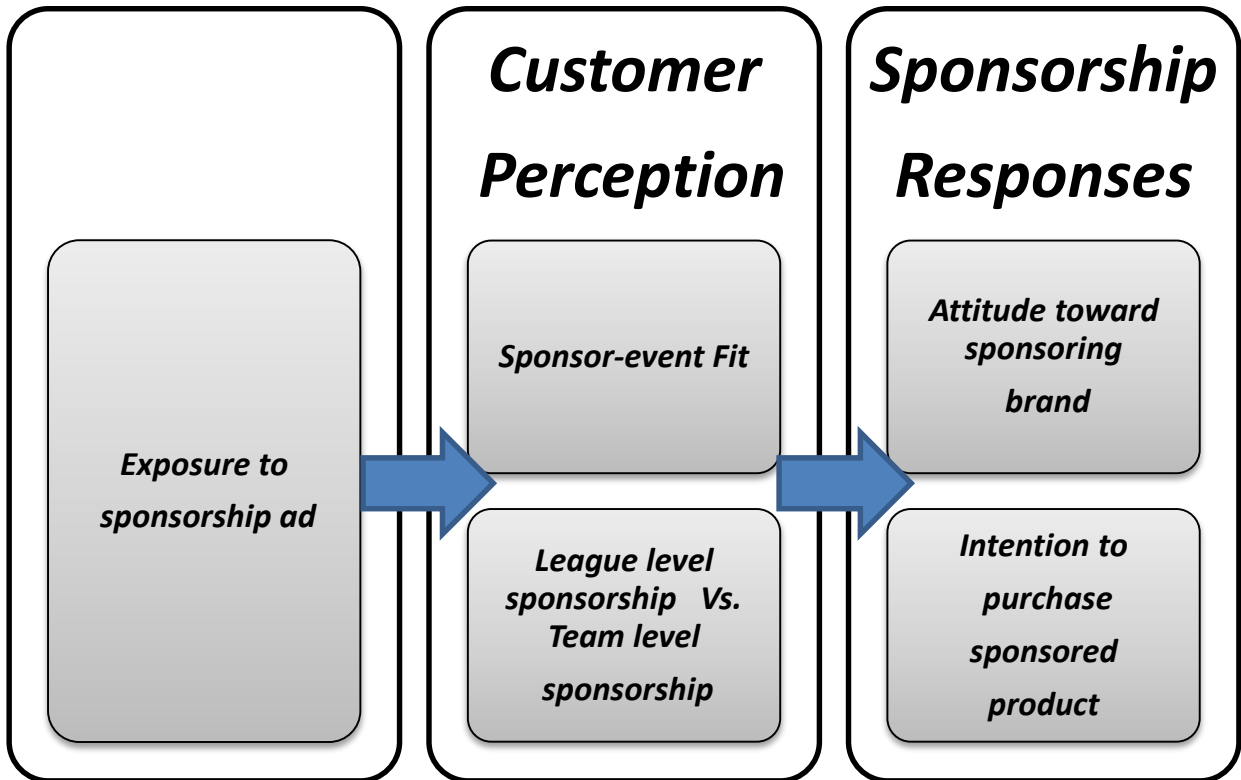 Exposure to
sponsorship ad
Customer
Perception
Sponsor-event Fit
League level
sponsorship Vs.
Team level
sponsorship
Sponsorship
Responses
Attitude toward
sponsoring
brand
Intention to
purchase
sponsored
product